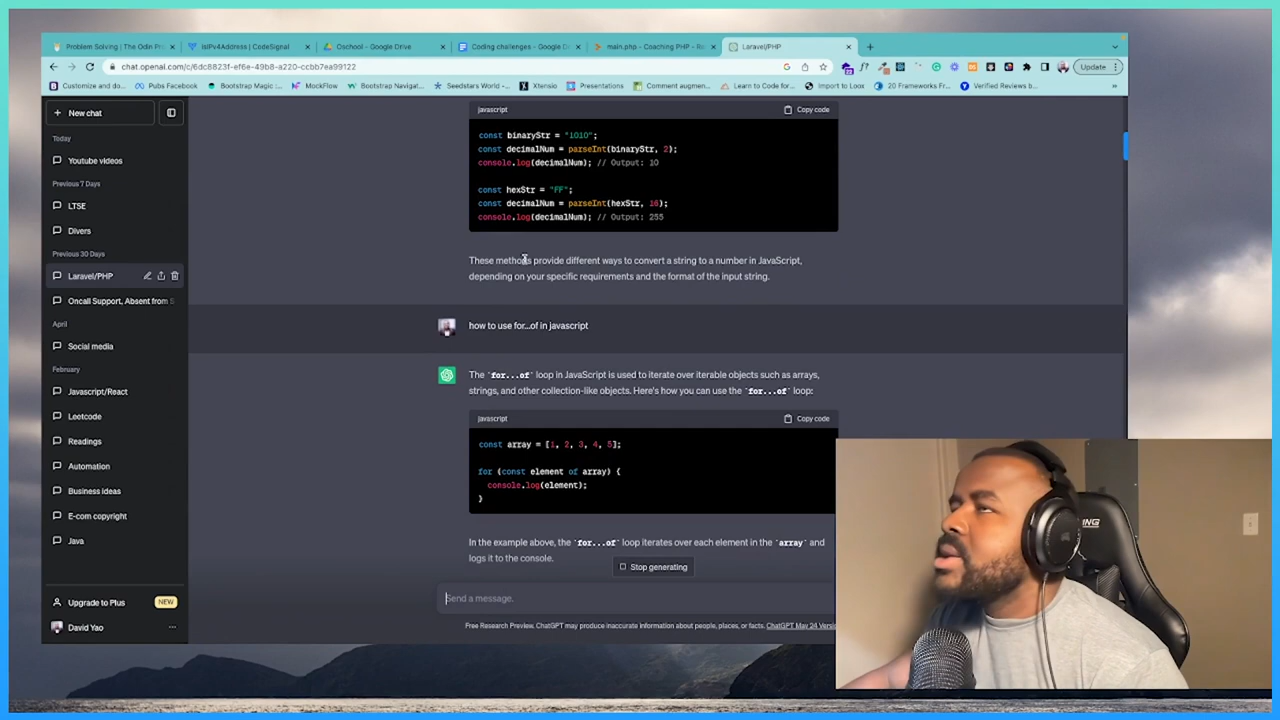 Problem Solving | The Odin Pro
isIPv4Address | CodeSignal
Oschool - Google Drive
Coding challenges - Google D
main.php - Coaching PHP - Re
Laravel/PHP
chat.openai.com/c/6dc8823f-ef6e-49b8-a220-ccbb7ea99122
Update
Customize and do...
Pubs Facebook
Bootstrap Magic :...
MockFlow
Bootstrap Navigat...
Seedstars World -...
Xtensio
Presentations
Comment augmen...
Learn to Code for...
Import to Loox
20 Frameworks Fr...
Verified Reviews b...
New chat
Today
Youtube videos
Previous 7 Days
LTSE
Divers
Previous 30 Days
Laravel/PHP
Oncall Support, Absent from S
April
Social media
February
Javascript/React
Leetcode
Readings
Automation
Business ideas
E-com copyright
Java
Upgrade to Plus
NEW
David Yao
javascript
Copy code
const binaryStr = "1010";
const decimalNum = parseInt(binaryStr, 2);
console.log(decimalNum); // Output: 10
const hexStr = "FF";
const decimalNum = parseInt(hexStr, 16);
console.log(decimalNum); // Output: 255
These methods provide different ways to convert a string to a number in JavaScript,
depending on your specific requirements and the format of the input string.
how to use for...of in javascript
The `for...of` loop in JavaScript is used to iterate over iterable objects such as arrays,
strings, and other collection-like objects. Here's how you can use the `for...of` loop:
javascript
Copy code
const array = [1, 2, 3, 4, 5];
for (const element of array) {
console.log(element);
}
In the example above, the `for...of` loop iterates over each element in the `array` and
logs it to the console.
Stop generating
Send a message.
Free Research Preview. ChatGPT may produce inaccurate information about people, places, or facts. ChatGPT May 24 Versi